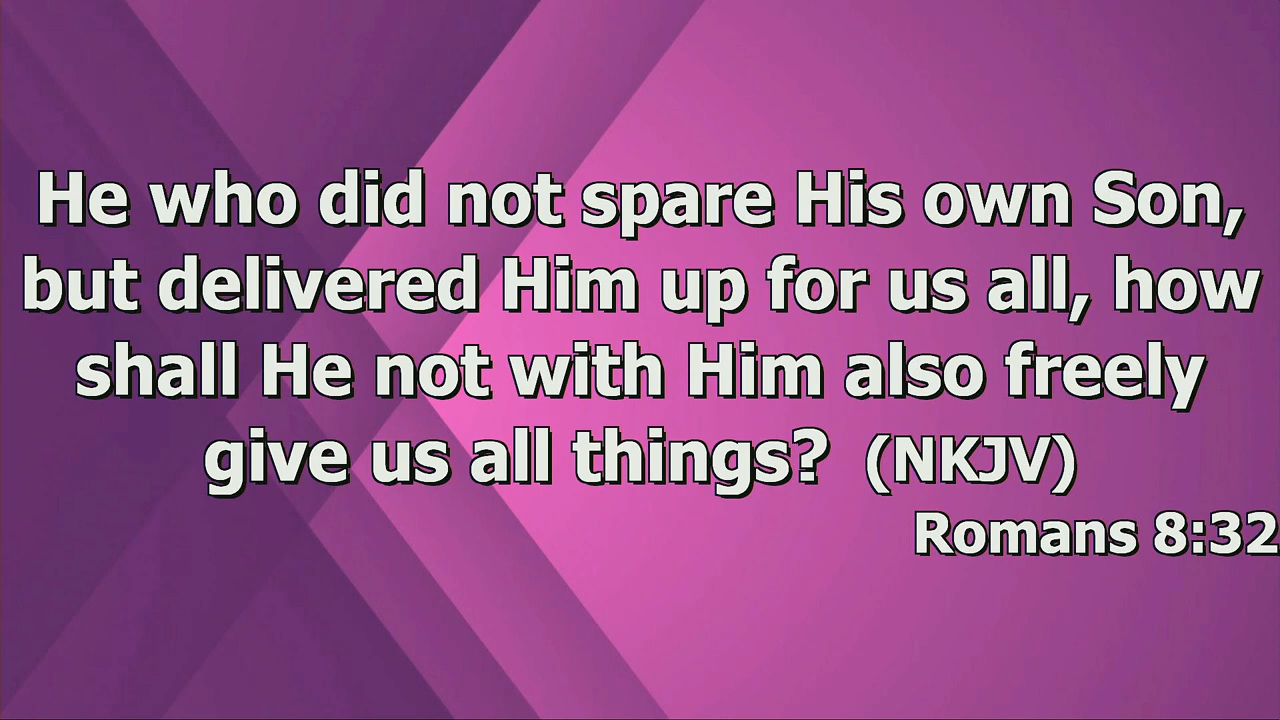 He who did not spare His own Son,
but delivered Him up for us all, how
shall He not with Him also freely
give us all things? (NKJV)
Romans 8:32